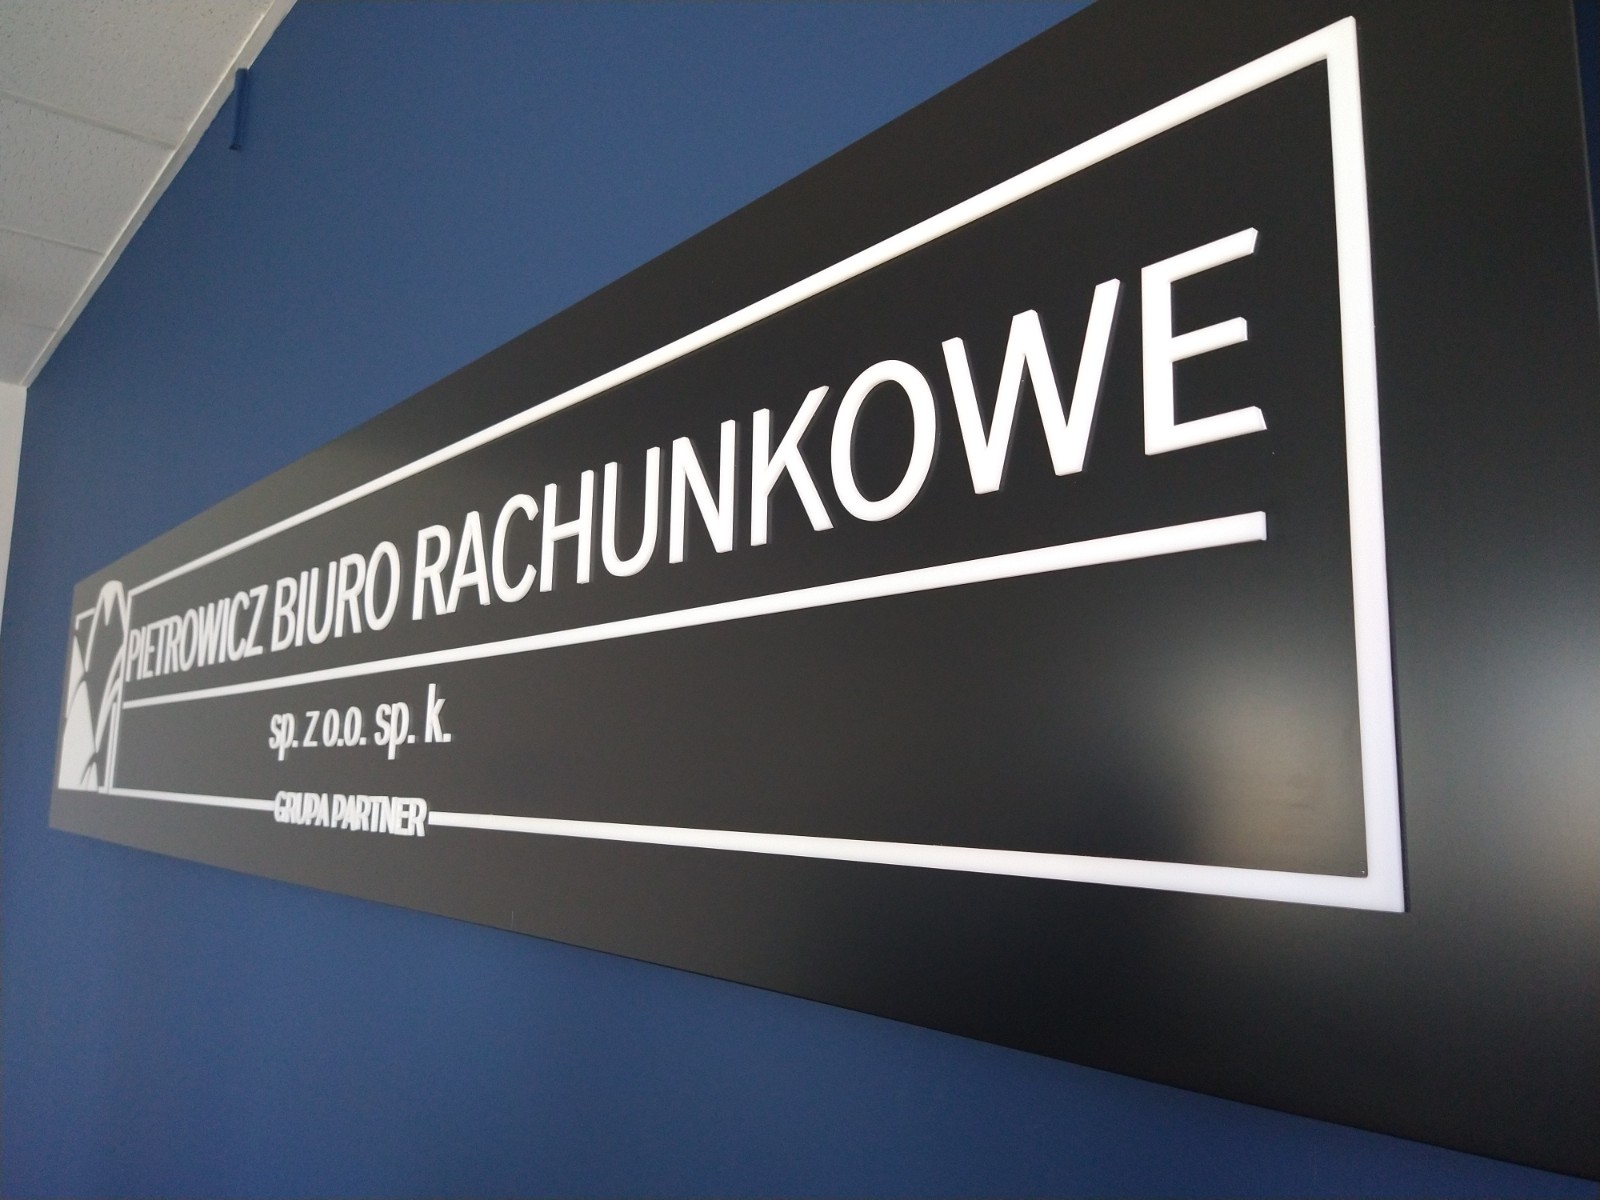 PIETROWICZ BIURO RACHUNKOWE
sp. z o.o. sp. k.
GRUPA PARTNER